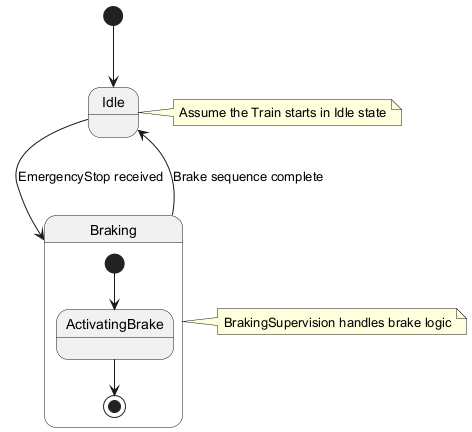 Idle
Assume the Train starts in Idle state
EmergencyStop received
Brake sequence complete
Braking
ActivatingBrake
BrakingSupervision handles brake logic